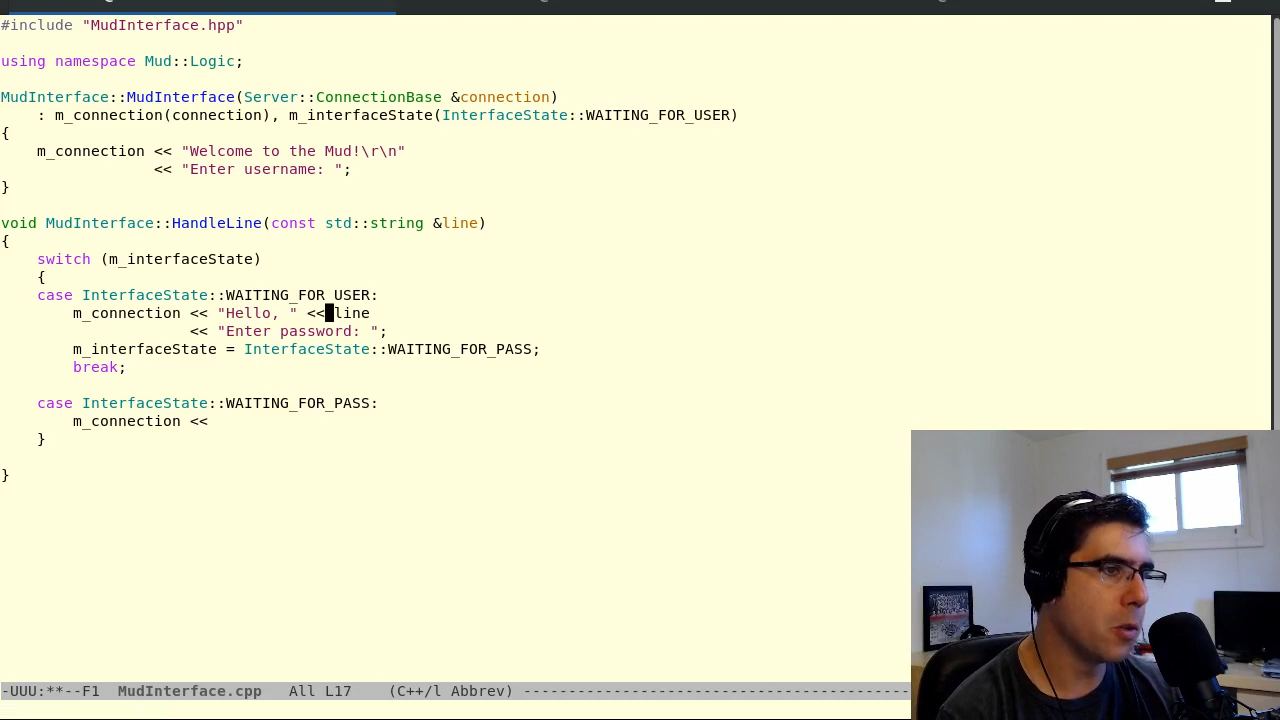 #include "MudInterface.hpp"
using namespace Mud::Logic;
MudInterface::MudInterface(Server::ConnectionBase &connection)
: m_connection(connection), m_interfaceState(InterfaceState::WAITING_FOR_USER)
{
m_connection << "Welcome to the Mud!\r\n"
<< "Enter username: ";
}
void MudInterface::HandleLine(const std::string &line)
{
switch (m_interfaceState)
{
case InterfaceState::WAITING_FOR_USER:
m_connection << "Hello, " << line
<< "Enter password: ";
m_interfaceState = InterfaceState::WAITING_FOR_PASS;
break;
case InterfaceState::WAITING_FOR_PASS:
m_connection <<
}
}
-UUU:**--F1 MudInterface.cpp All L17 (C++/l Abbrev) ------------------------------------------